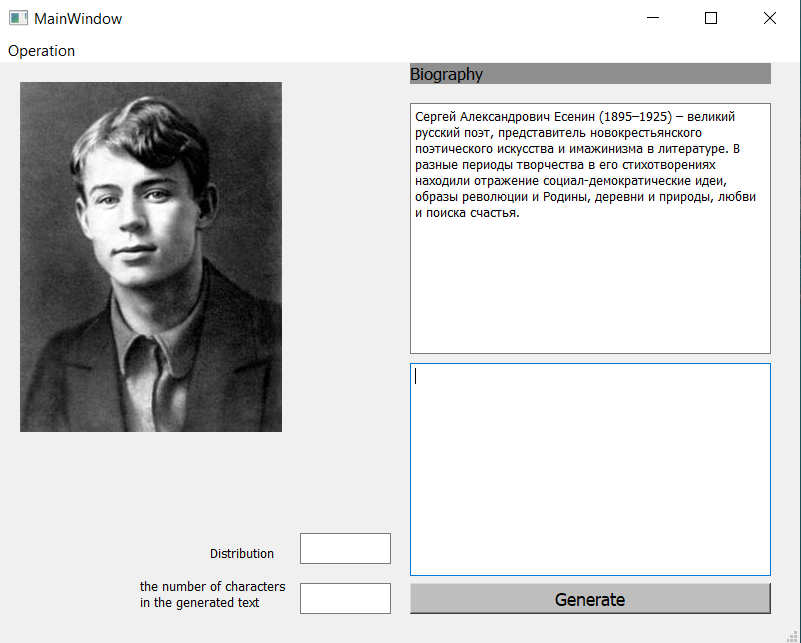 MainWindow
Operation
Biography
Сергей Александрович Есенин (1895–1925) – великий
русский поэт, представитель новокрестьянского
поэтического искусства и имажинизма в литературе. В
разные периоды творчества в его стихотворениях
находили отражение социал-демократические идеи,
образы революции и Родины, деревни и природы, любви
и поиска счастья.
Distribution
the number of characters
in the generated text
Generate